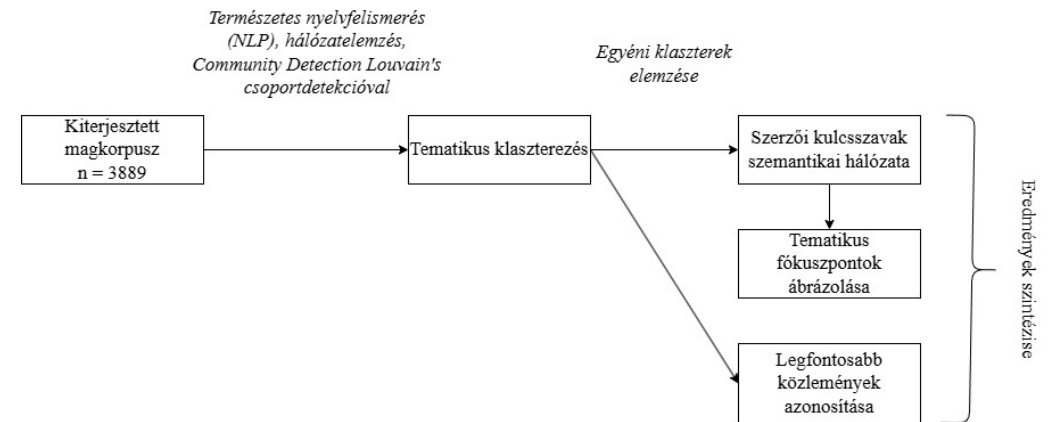 Természetes nyelvfelismerés
(NLP), hálózatelemzés,
Community Detection Louvain's
csoportdetekcióval
Egyéni klaszterek
elemzése
Kiterjesztett
magkorpusz
n = 3889
Tematikus klaszterezés
Szerzői kulcsszavak
szemantikai hálózata
Tematikus
fókuszpontok
ábrázolása
Legfontosabb
közlemények
azonosítása
Eredmények szintézise